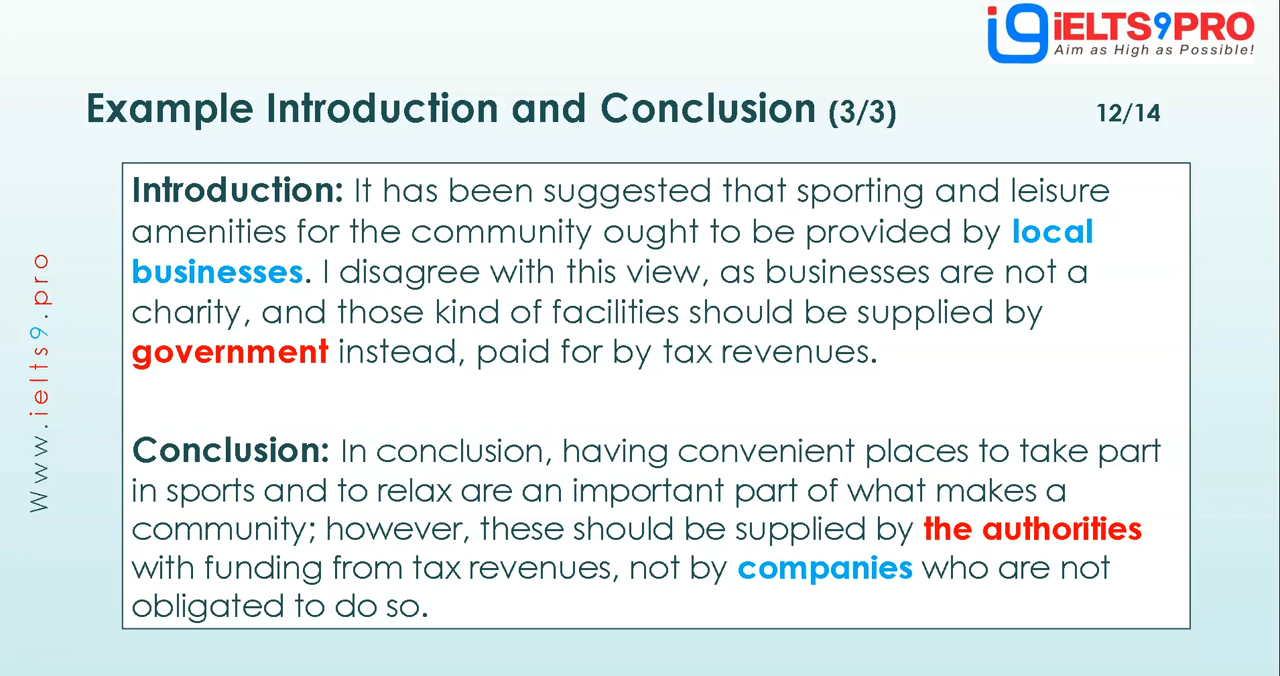 iELTS9PRO
Aim as High as Possible!
Example Introduction and Conclusion (3/3)
12/14
Introduction: It has been suggested that sporting and leisure
amenities for the community ought to be provided by local
businesses. I disagree with this view, as businesses are not a
charity, and those kind of facilities should be supplied by
government instead, paid for by tax revenues.
Conclusion: In conclusion, having convenient places to take part
in sports and to relax are an important part of what makes a
community; however, these should be supplied by the authorities
with funding from tax revenues, not by companies who are not
obligated to do so.
Www.ielts9.pro